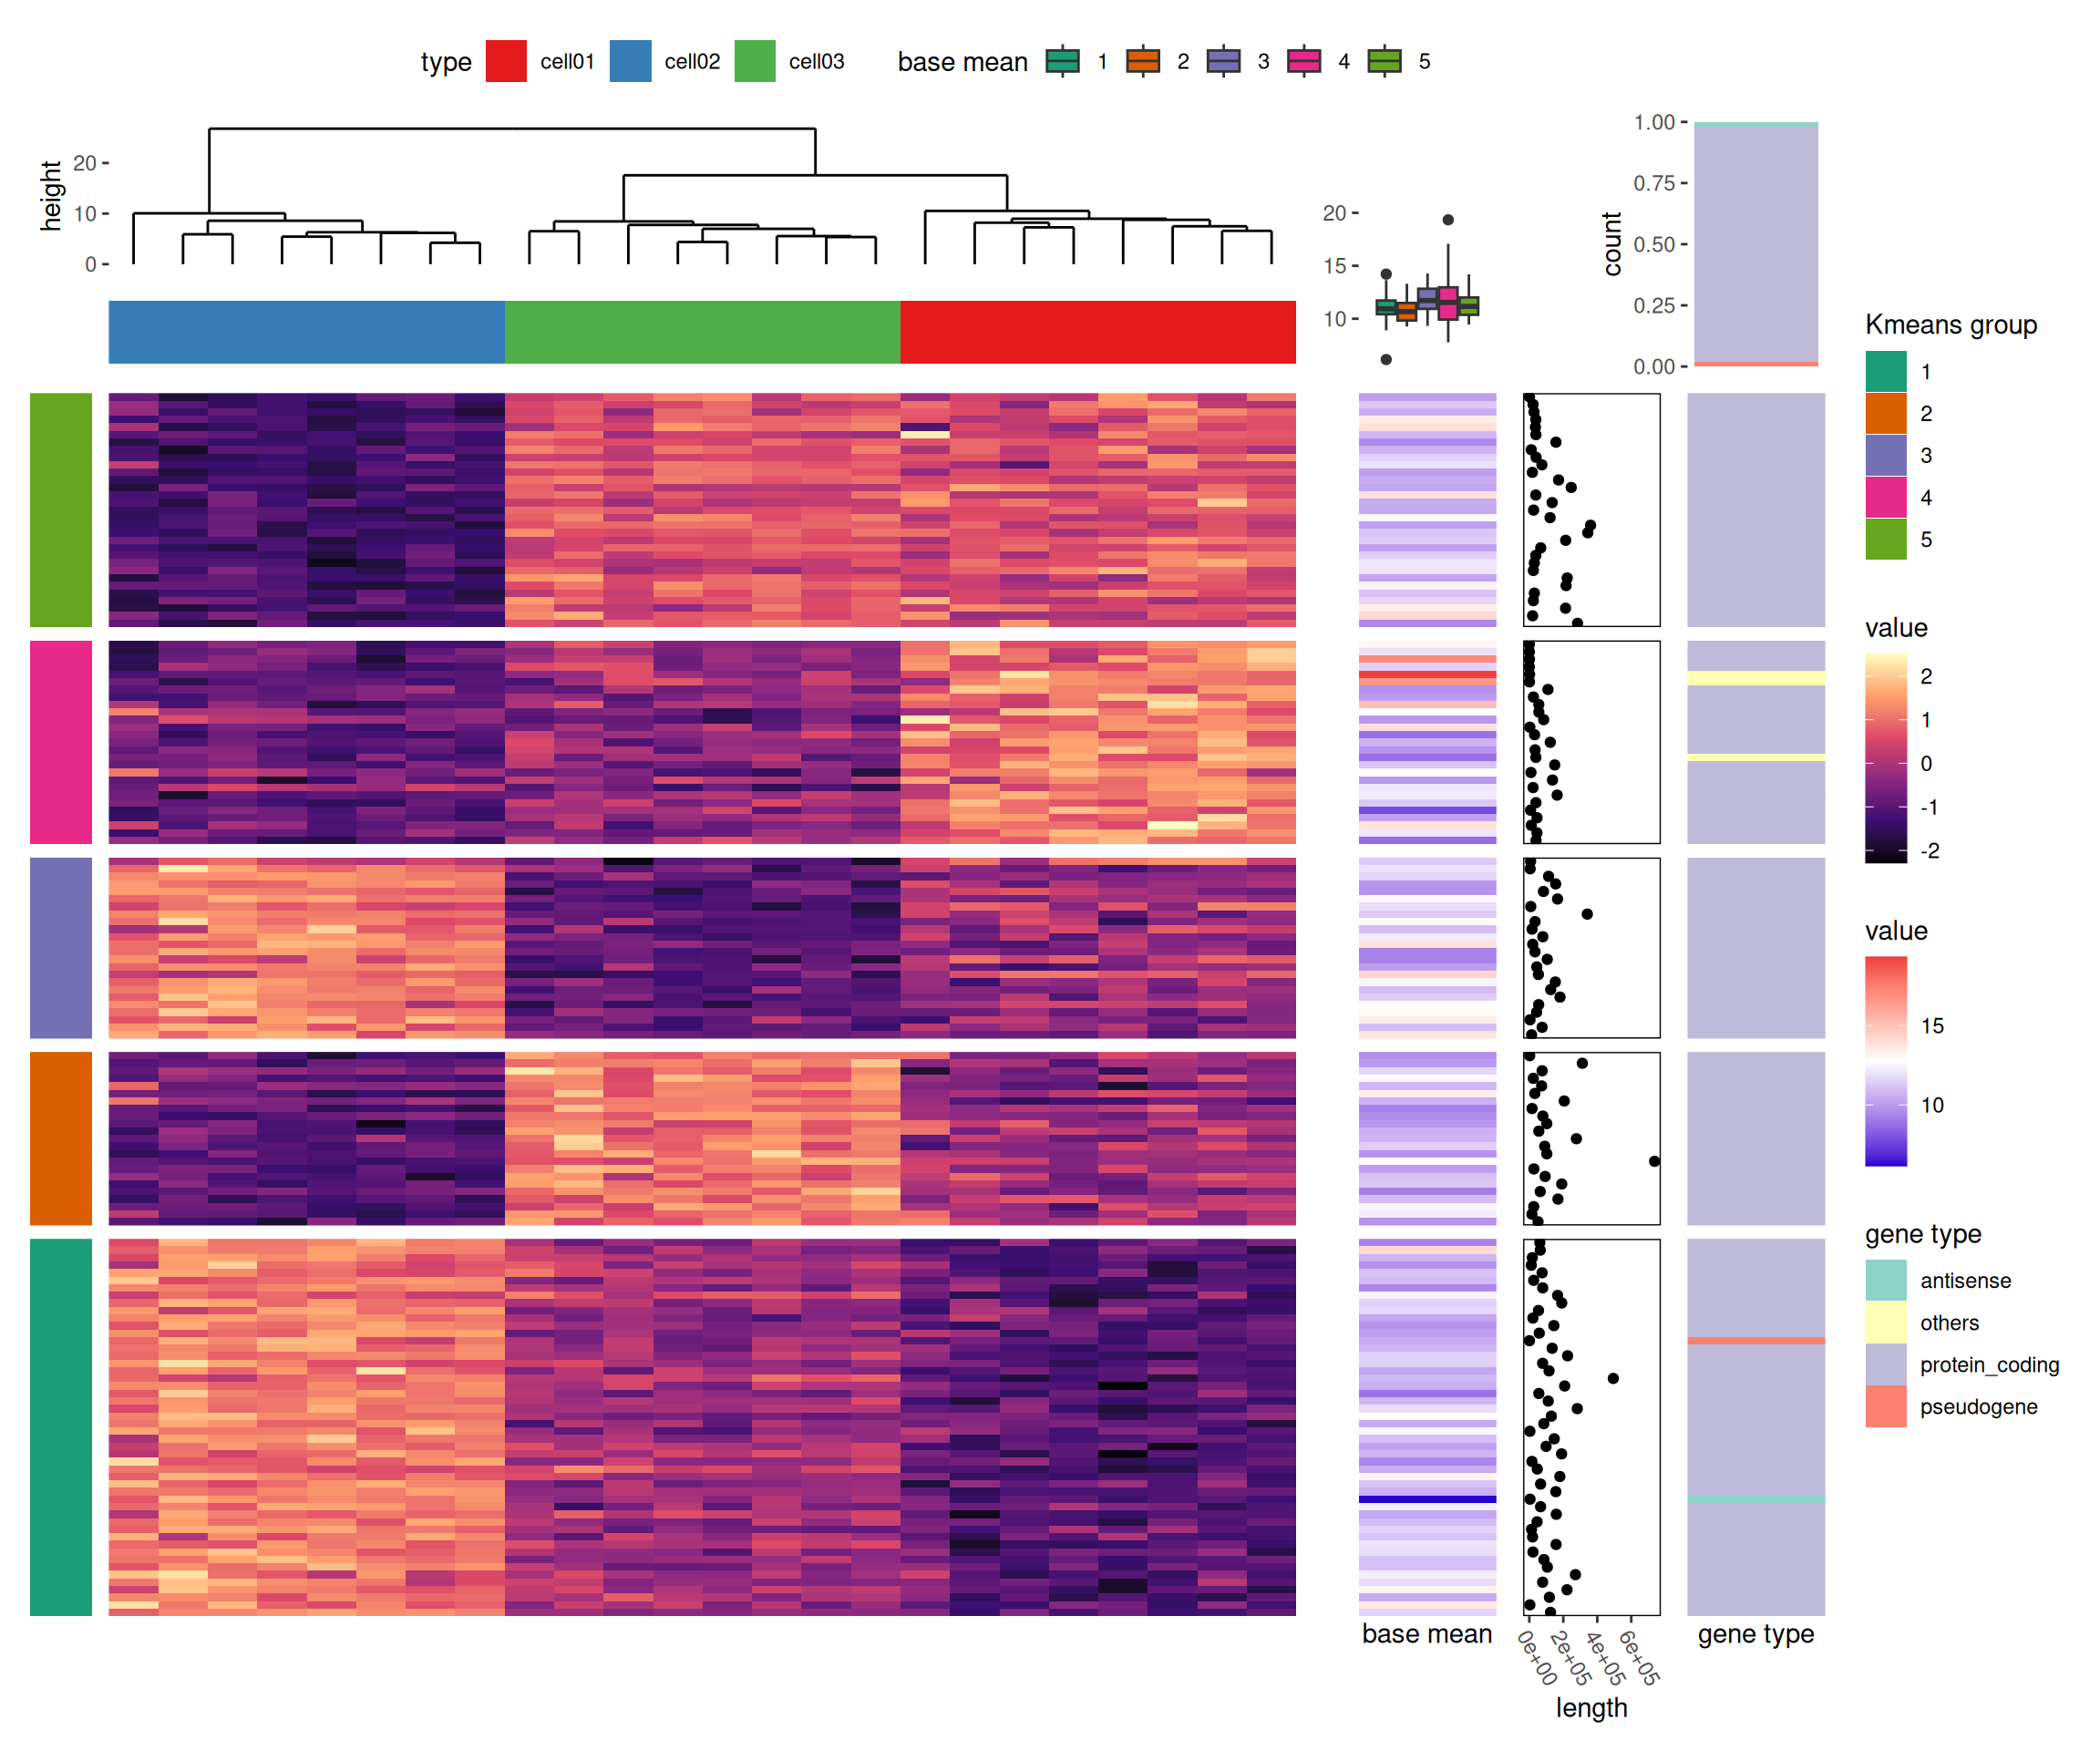 type cell01 cell02 cell03 base mean 1 2 3 4 5
height
20
10
0
20
15
10
count
1.00
0.75
0.50
0.25
0.00
Kmeans group
1
2
3
4
5
value
2
1
0
-1
-2
value
15
10
gene type
antisense
others
protein_coding
pseudogene
base mean
0e+00
2e+05
4e+05
6e+05
length
gene type